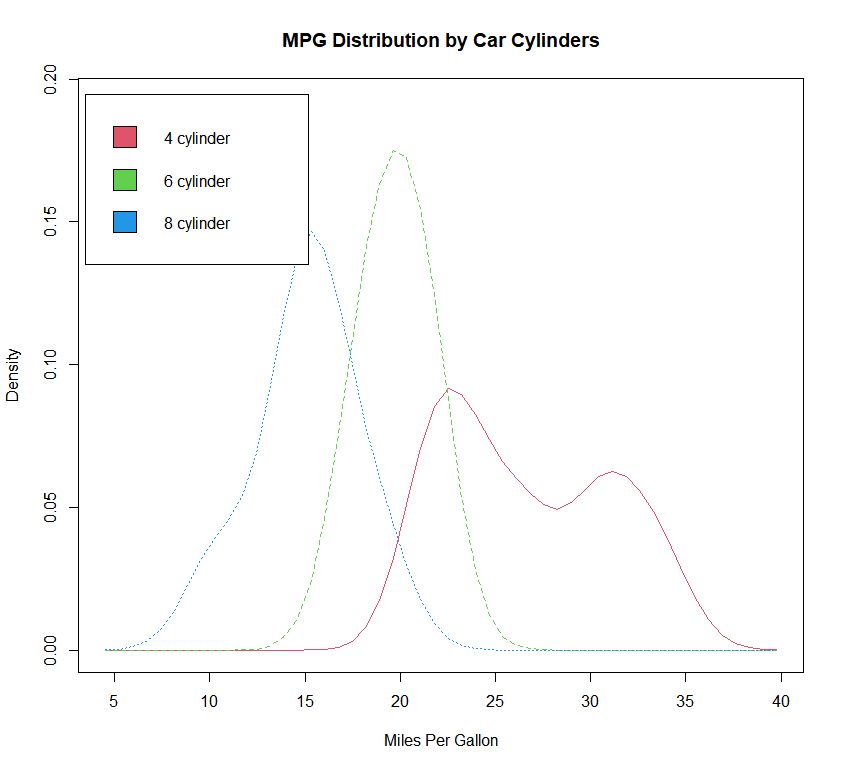 MPG Distribution by Car Cylinders
0.20
4 cylinder
6 cylinder
8 cylinder
0.15
0.10
Density
0.05
0.00
5 10 15 20 25 30 35 40
Miles Per Gallon